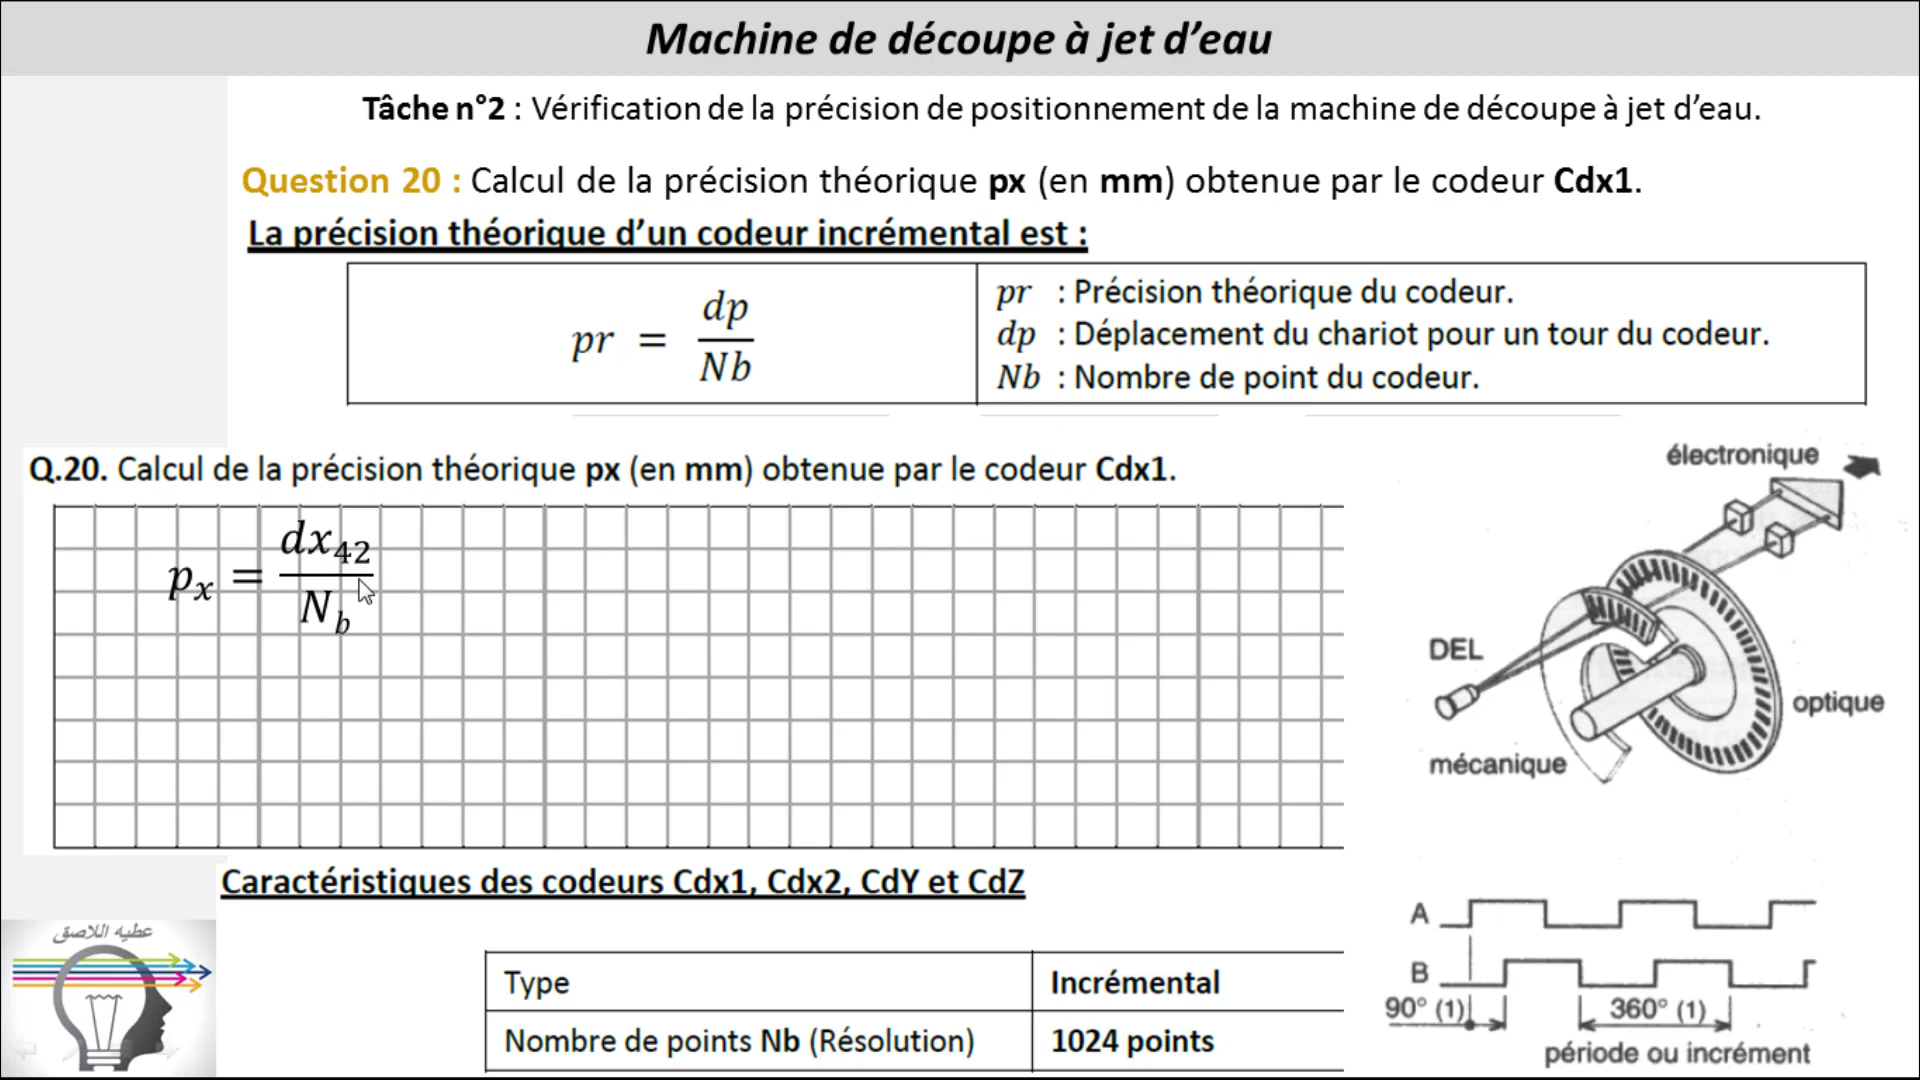 Machine de découpe à jet d’eau
Tâche n°2 : Vérification de la précision de positionnement de la machine de découpe à jet d’eau.
Question 20 : Calcul de la précision théorique px (en mm) obtenue par le codeur Cdx1.
La précision théorique d’un codeur incrémental est :
pr = dp / Nb
pr : Précision théorique du codeur.
dp : Déplacement du chariot pour un tour du codeur.
Nb : Nombre de point du codeur.
Q.20. Calcul de la précision théorique px (en mm) obtenue par le codeur Cdx1.
p_x = dx_42 / N_b
électronique
DEL
optique
mécanique
Caractéristiques des codeurs Cdx1, Cdx2, CdY et CdZ
Type Incrémental
Nombre de points Nb (Résolution) 1024 points
A
B
90° (1) 360° (1)
période ou incrément
عطيه اللاصق